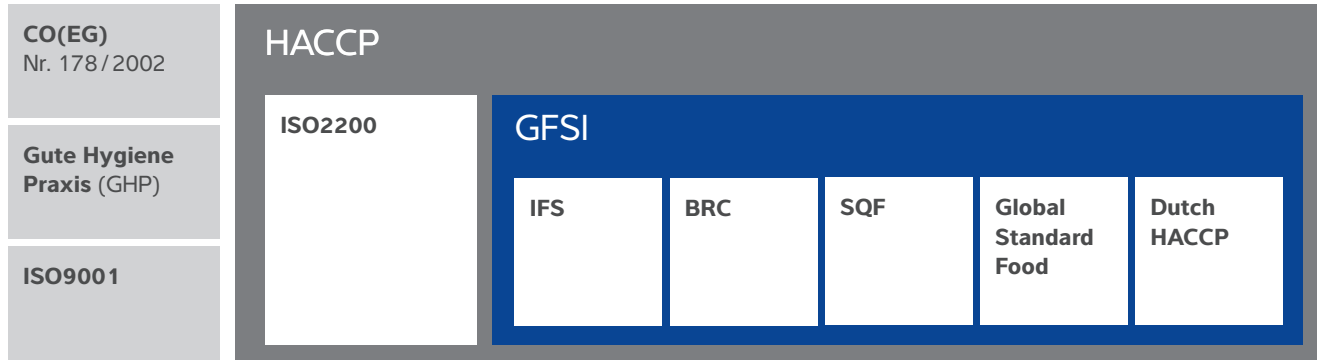 CO(EG)
Nr. 178/2002
Gute Hygiene
Praxis (GHP)
ISO9001
HACCP
ISO2200
GFSI
IFS
BRC
SQF
Global
Standard
Food
Dutch
HACCP